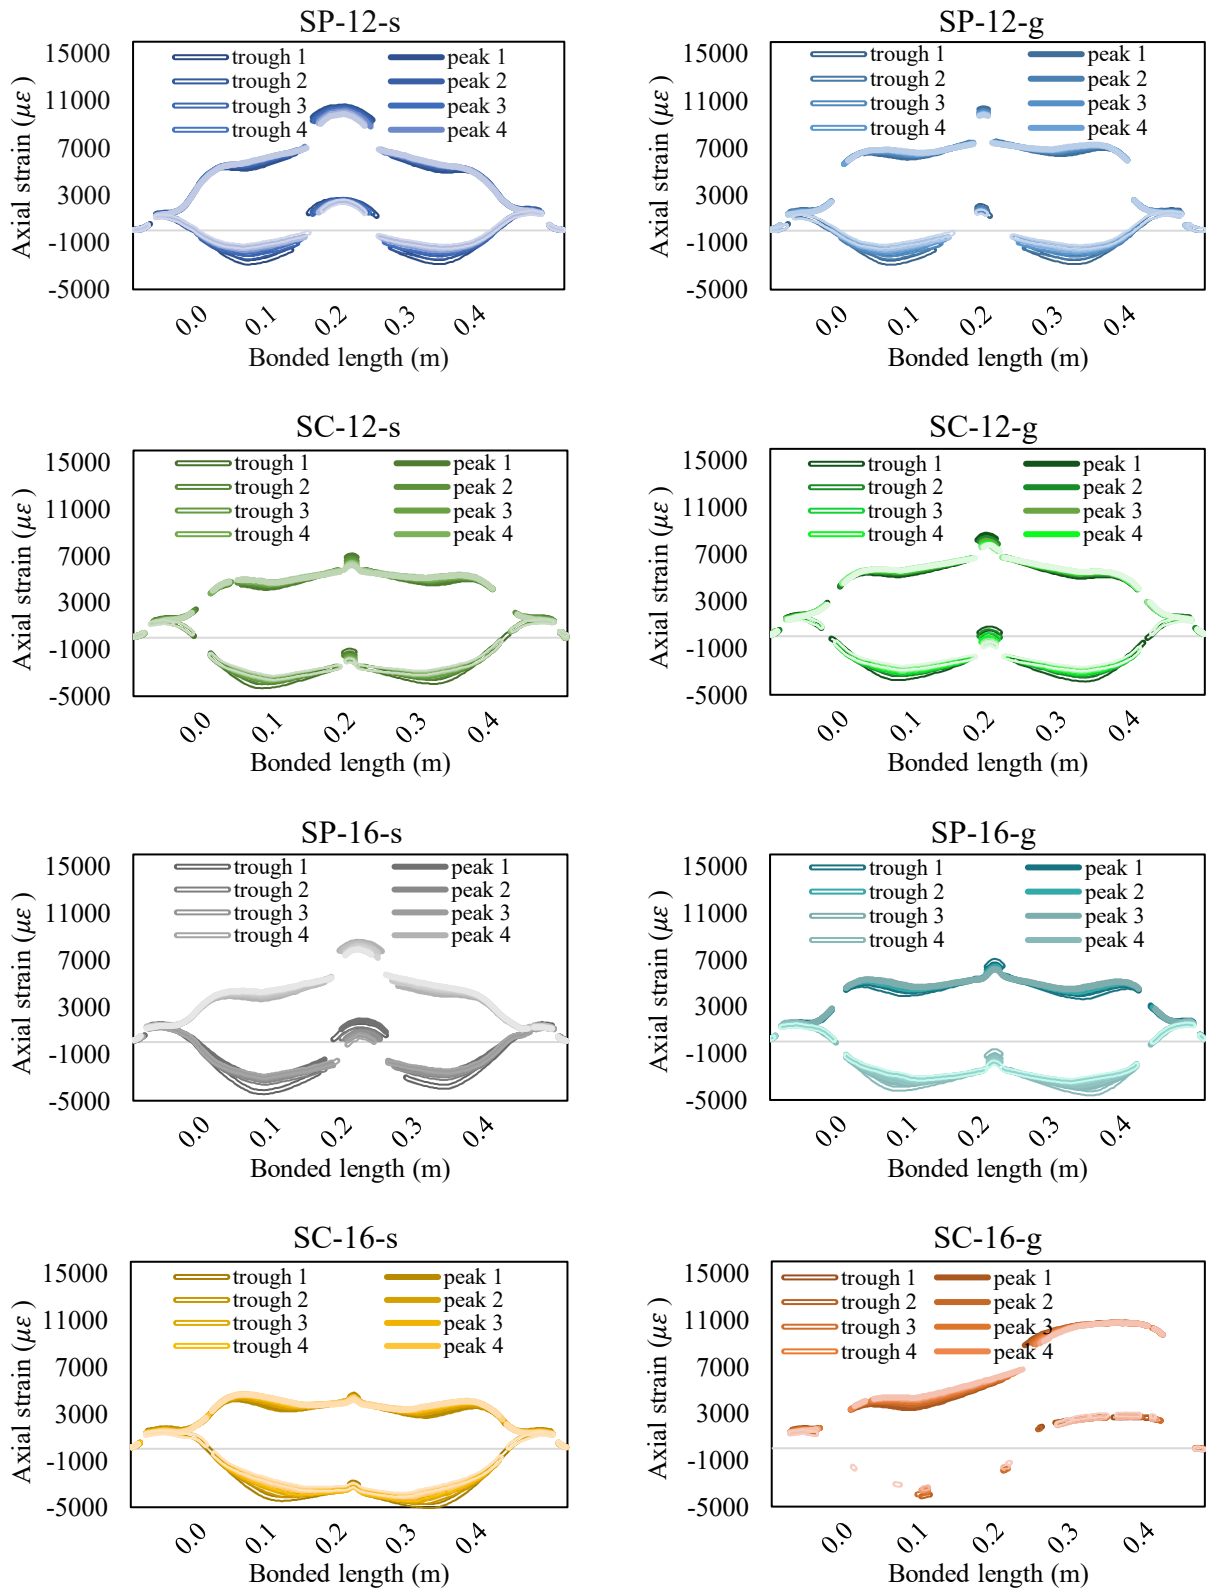 SP-12-s
15000
11000
7000
3000
-1000
-5000
Axial strain (με )
trough 1
trough 2
trough 3
trough 4
peak 1
peak 2
peak 3
peak 4
0.0
0.1
0.2
0.3
0.4
Bonded length (m)
SP-12-g
15000
11000
7000
3000
-1000
-5000
Axial strain (με )
trough 1
trough 2
trough 3
trough 4
peak 1
peak 2
peak 3
peak 4
0.0
0.1
0.2
0.3
0.4
Bonded length (m)
SC-12-s
15000
11000
7000
3000
-1000
-5000
Axial strain (με )
trough 1
trough 2
trough 3
trough 4
peak 1
peak 2
peak 3
peak 4
0.0
0.1
0.2
0.3
0.4
Bonded length (m)
SC-12-g
15000
11000
7000
3000
-1000
-5000
Axial strain (με )
trough 1
trough 2
trough 3
trough 4
peak 1
peak 2
peak 3
peak 4
0.0
0.1
0.2
0.3
0.4
Bonded length (m)
SP-16-s
15000
11000
7000
3000
-1000
-5000
Axial strain (με )
trough 1
trough 2
trough 3
trough 4
peak 1
peak 2
peak 3
peak 4
0.0
0.1
0.2
0.3
0.4
Bonded length (m)
SP-16-g
15000
11000
7000
3000
-1000
-5000
Axial strain (με )
trough 1
trough 2
trough 3
trough 4
peak 1
peak 2
peak 3
peak 4
0.0
0.1
0.2
0.3
0.4
Bonded length (m)
SC-16-s
15000
11000
7000
3000
-1000
-5000
Axial strain (με )
trough 1
trough 2
trough 3
trough 4
peak 1
peak 2
peak 3
peak 4
0.0
0.1
0.2
0.3
0.4
Bonded length (m)
SC-16-g
15000
11000
7000
3000
-1000
-5000
Axial strain (με )
trough 1
trough 2
trough 3
trough 4
peak 1
peak 2
peak 3
peak 4
0.0
0.1
0.2
0.3
0.4
Bonded length (m)